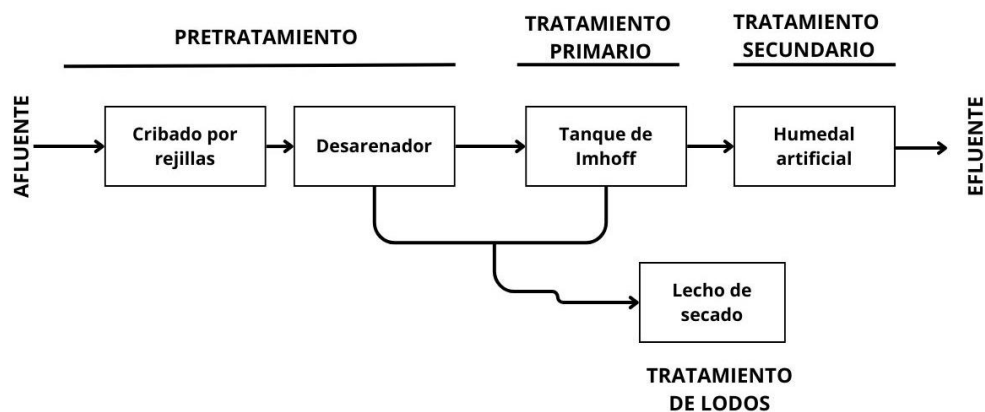 PRETRATAMIENTO
TRATAMIENTO
PRIMARIO
TRATAMIENTO
SECUNDARIO
AFLUENTE
Cribado por
rejillas
Desarenador
Tanque de
Imhoff
Humedal
artificial
EFLUENTE
Lecho de
secado
TRATAMIENTO
DE LODOS